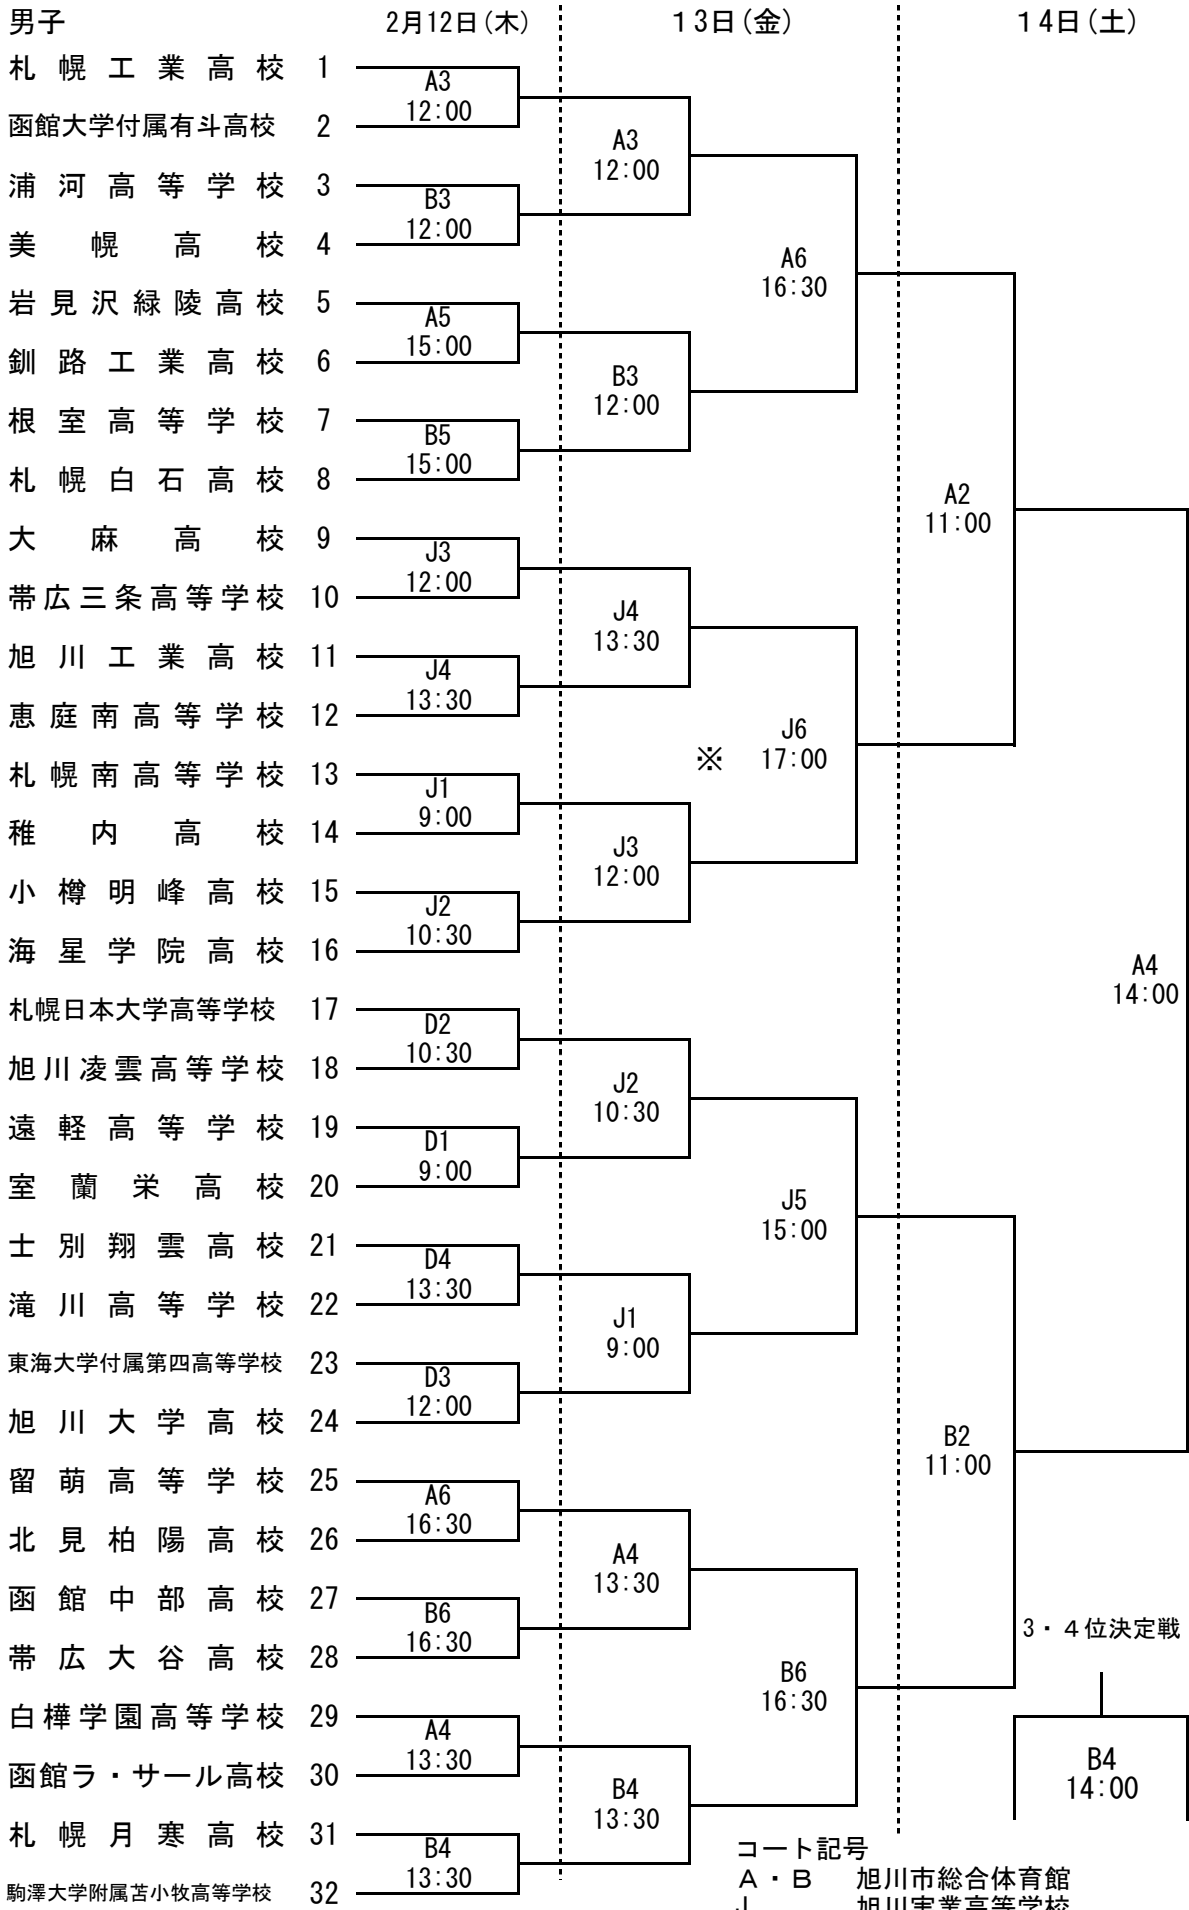 男子 2月12日(木) 13日(金) 14日(土)
札幌工業高校 1
A3
12:00
函館大学付属有斗高校 2
A3
12:00
浦河高等学校 3
B3
12:00
美幌高校 4
A6
16:30
岩見沢緑陵高校 5
A5
15:00
釧路工業高校 6
B3
12:00
根室高等学校 7
B5
15:00
札幌白石高校 8
A2
11:00
大麻高校 9
J3
12:00
帯広三条高等学校 10
J4
13:30
旭川工業高校 11
J4
13:30
恵庭南高等学校 12
※ J6
17:00
札幌南高等学校 13
J1
9:00
稚内高校 14
J3
12:00
小樽明峰高校 15
J2
10:30
海星学院高校 16
A4
14:00
札幌日本大学高等学校 17
D2
10:30
旭川凌雲高等学校 18
J2
10:30
遠軽高等学校 19
D1
9:00
室蘭栄高校 20
J5
15:00
士別翔雲高校 21
D4
13:30
滝川高等学校 22
J1
9:00
東海大学付属第四高等学校 23
D3
12:00
旭川大学高校 24
B2
11:00
留萌高等学校 25
A6
16:30
北見柏陽高校 26
A4
13:30
函館中部高校 27
B6
16:30
帯広大谷高校 28
3・4位決定戦
B6
16:30
白樺学園高等学校 29
A4
13:30
函館ラ・サール高校 30
B4
13:30
B4
14:00
札幌月寒高校 31
B4
13:30
駒澤大学附属苫小牧高等学校 32
コート記号
A・B 旭川市総合体育館
J 旭川実業高等学校